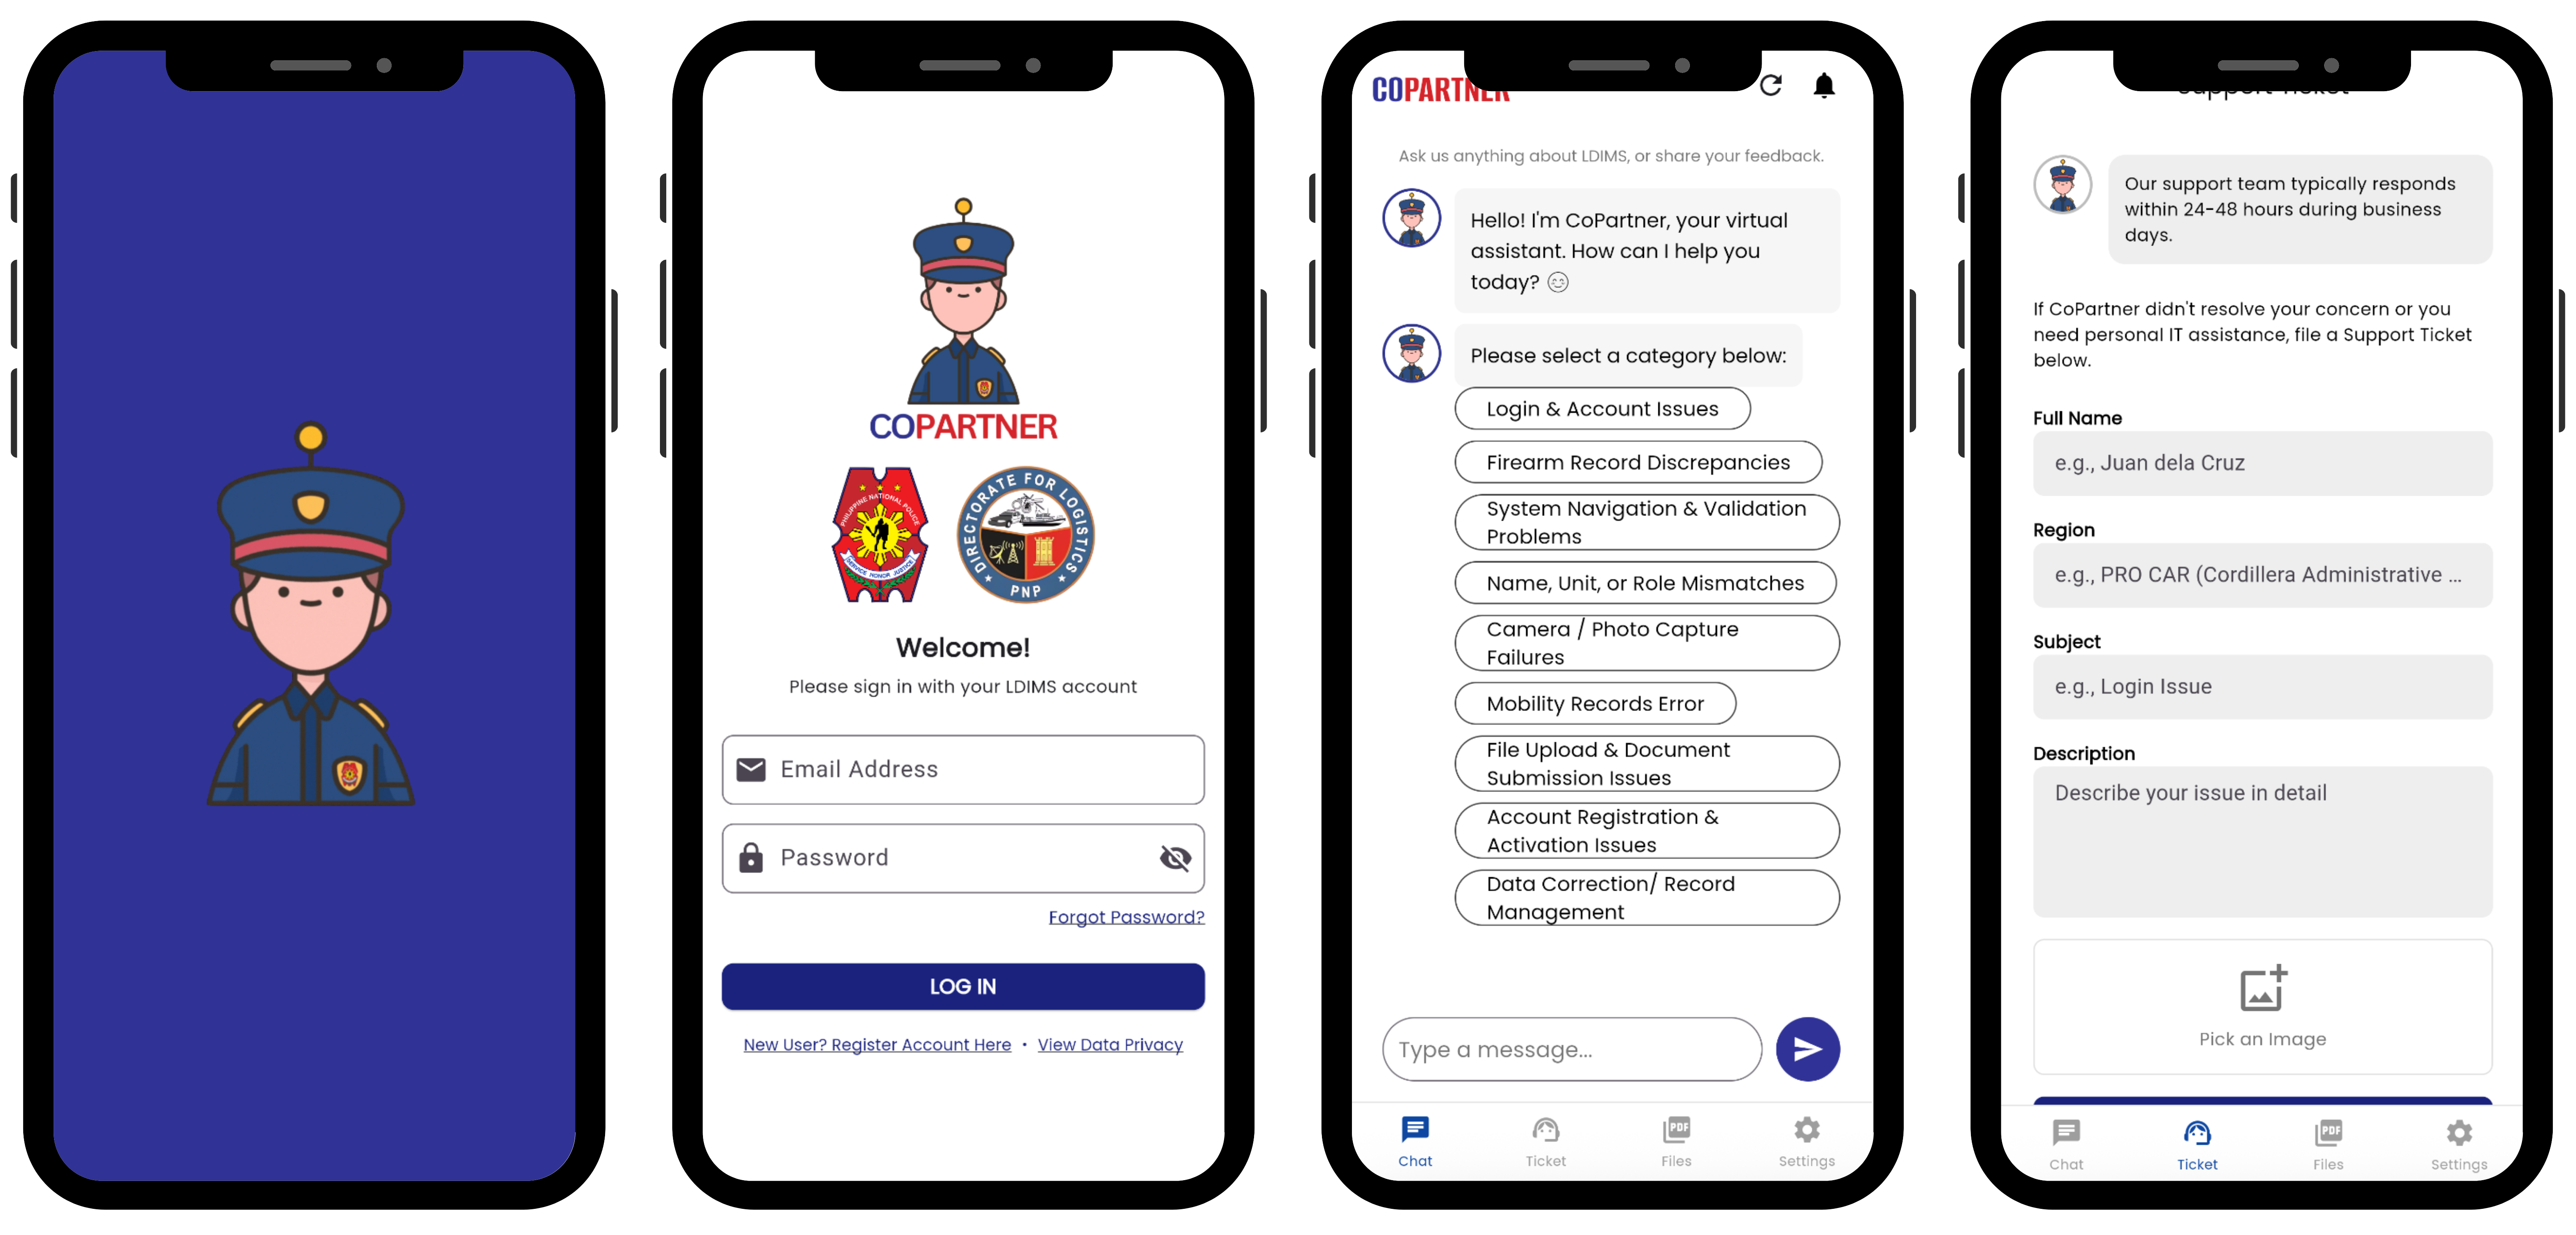 COPARTNER
PHILIPPINE NATIONAL POLICE
SERVICE HONOR JUSTICE
DIRECTORATE FOR LOGISTICS
PNP
Welcome!
Please sign in with your LDIMS account
Email Address
Password
Forgot Password?
LOG IN
New User? Register Account Here • View Data Privacy
COPARTNER
Ask us anything about LDIMS, or share your feedback.
Hello! I'm CoPartner, your virtual
assistant. How can I help you
today? 😊
Please select a category below:
Login & Account Issues
Firearm Record Discrepancies
System Navigation & Validation
Problems
Name, Unit, or Role Mismatches
Camera / Photo Capture
Failures
Mobility Records Error
File Upload & Document
Submission Issues
Account Registration &
Activation Issues
Data Correction/ Record
Management
Type a message...
Chat
Ticket
PDF
Files
Settings
Support Ticket
Our support team typically responds
within 24-48 hours during business
days.
If CoPartner didn't resolve your concern or you
need personal IT assistance, file a Support Ticket
below.
Full Name
e.g., Juan dela Cruz
Region
e.g., PRO CAR (Cordillera Administrative ...
Subject
e.g., Login Issue
Description
Describe your issue in detail
Pick an Image
Chat
Ticket
PDF
Files
Settings